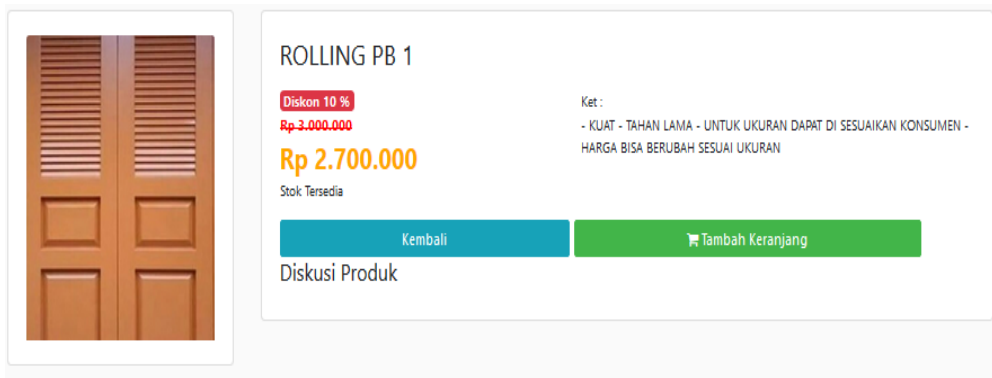 ROLLING PB 1
Diskon 10 %
Rp 3.000.000
Rp 2.700.000
Stok Tersedia
Ket :
- KUAT - TAHAN LAMA - UNTUK UKURAN DAPAT DI SESUAIKAN KONSUMEN -
HARGA BISA BERUBAH SESUAI UKURAN
Kembali
Tambah Keranjang
Diskusi Produk